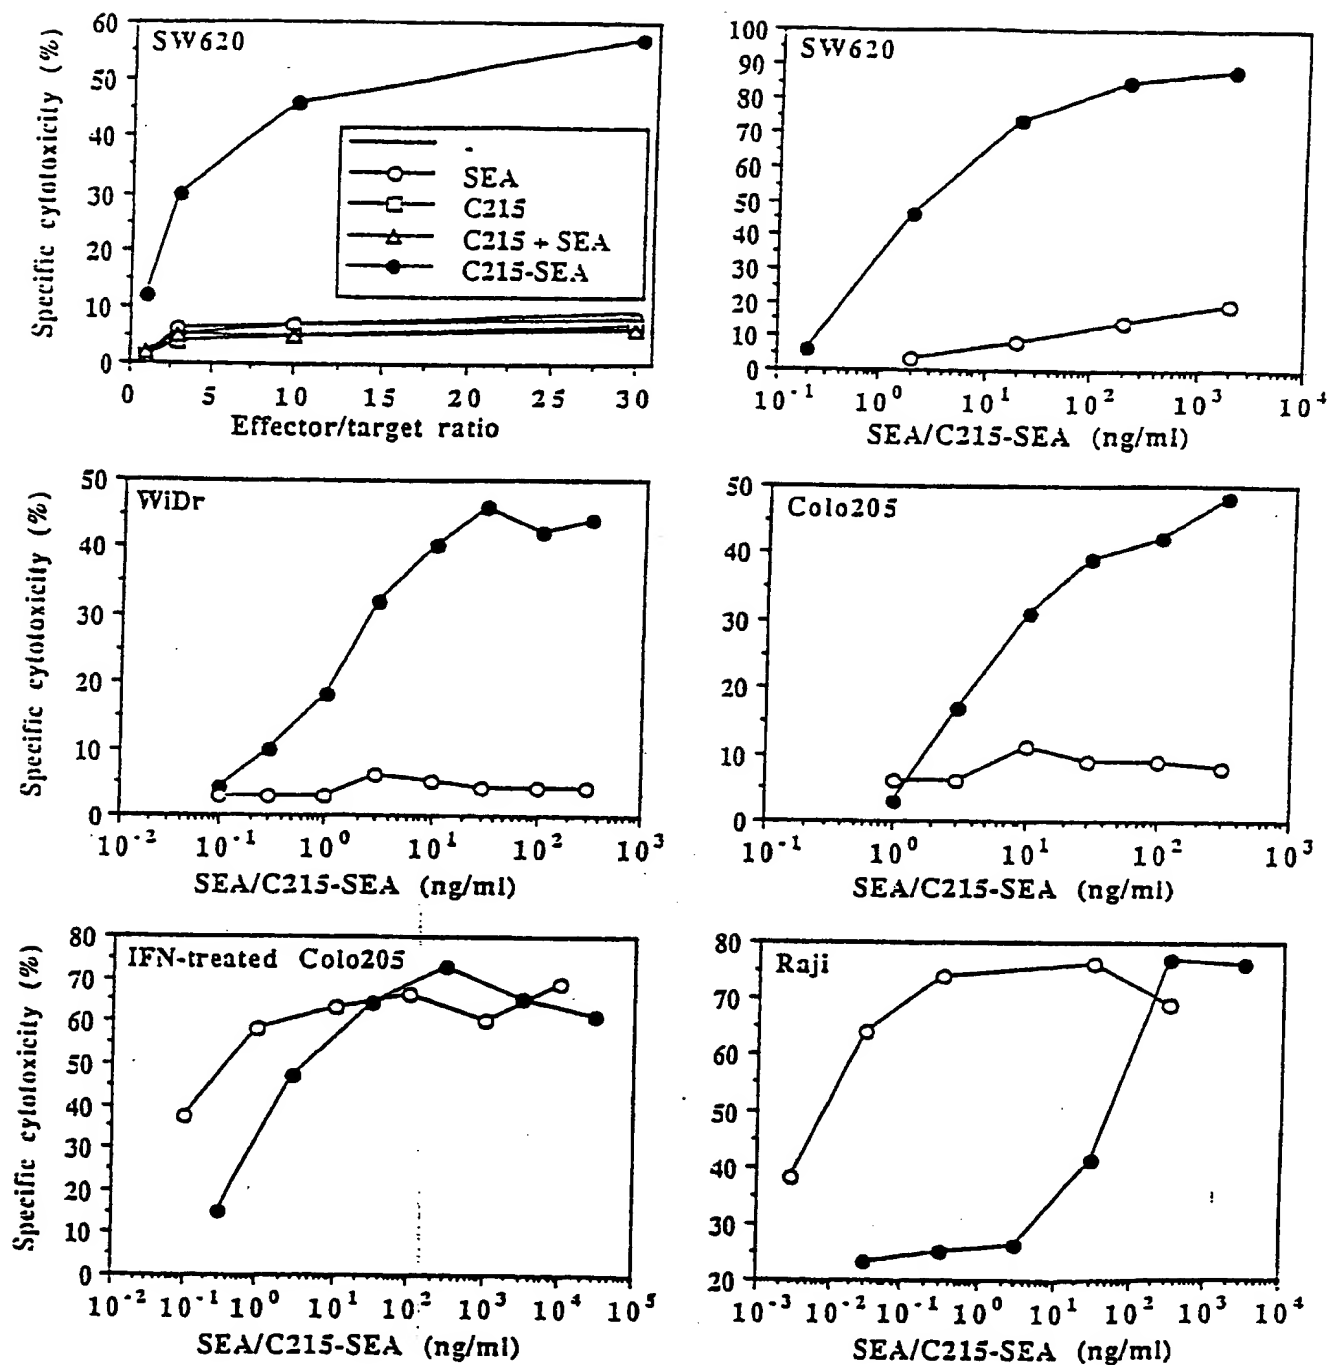 SW620
Specific cytotoxicity (%)
60
50
40
30
20
10
0
-
SEA
C215
C215 + SEA
C215-SEA
0 5 10 15 20 25 30
Effector/target ratio
SW620
100
90
80
70
60
50
40
30
20
10
0
10-1 100 101 102 103 104
SEA/C215-SEA (ng/ml)
WiDr
Specific cytotoxicity (%)
50
40
30
20
10
0
10-2 10-1 100 101 102 103
SEA/C215-SEA (ng/ml)
Colo205
50
40
30
20
10
0
10-1 100 101 102 103
SEA/C215-SEA (ng/ml)
IFN-treated Colo205
Specific cytotoxicity (%)
80
70
60
50
40
30
20
10
0
10-2 10-1 100 101 102 103 104 105
SEA/C215-SEA (ng/ml)
Raji
80
70
60
50
40
30
20
10-3 10-2 10-1 100 101 102 103 104
SEA/C215-SEA (ng/ml)